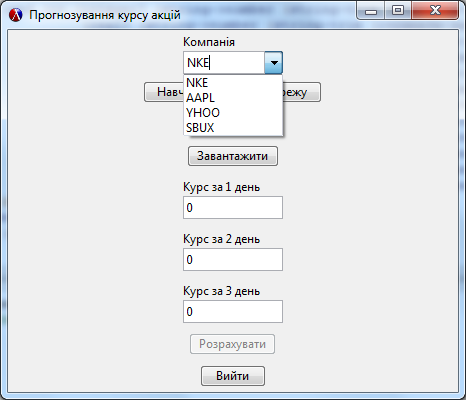 Прогнозування курсу акцій
Компанія
NKE
Навч
режу
NKE
AAPL
YHOO
SBUX
Завантажити
Курс за 1 день
0
Курс за 2 день
0
Курс за 3 день
0
Розрахувати
Вийти